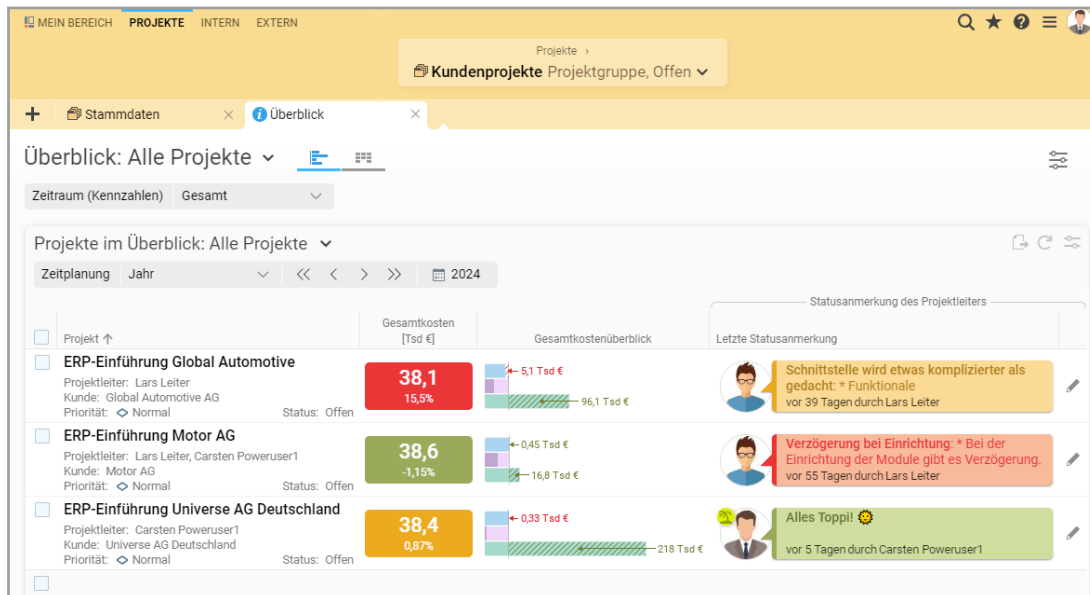 MEIN BEREICH PROJEKTE INTERN EXTERN
Projekte ›
Kundenprojekte Projektgruppe, Offen
Stammdaten
Überblick
Überblick: Alle Projekte
Zeitraum (Kennzahlen) Gesamt
Projekte im Überblick: Alle Projekte
Zeitplanung Jahr 2024
Statusanmerkung des Projektleiters
Projekt
Gesamtkosten
[Tsd €]
Gesamtkostenüberblick
Letzte Statusanmerkung
ERP-Einführung Global Automotive
Projektleiter: Lars Leiter
Kunde: Global Automotive AG
Priorität: Normal Status: Offen
38,1
15,5%
5,1 Tsd €
96,1 Tsd €
Schnittstelle wird etwas komplizierter als
gedacht: * Funktionale
vor 39 Tagen durch Lars Leiter
ERP-Einführung Motor AG
Projektleiter: Lars Leiter, Carsten Poweruser1
Kunde: Motor AG
Priorität: Normal Status: Offen
38,6
-1,15%
0,45 Tsd €
16,8 Tsd €
Verzögerung bei Einrichtung: * Bei der
Einrichtung der Module gibt es Verzögerung.
vor 55 Tagen durch Lars Leiter
ERP-Einführung Universe AG Deutschland
Projektleiter: Carsten Poweruser1
Kunde: Universe AG Deutschland
Priorität: Normal Status: Offen
38,4
0,87%
0,33 Tsd €
218 Tsd €
Alles Toppi! 🌞
vor 5 Tagen durch Carsten Poweruser1